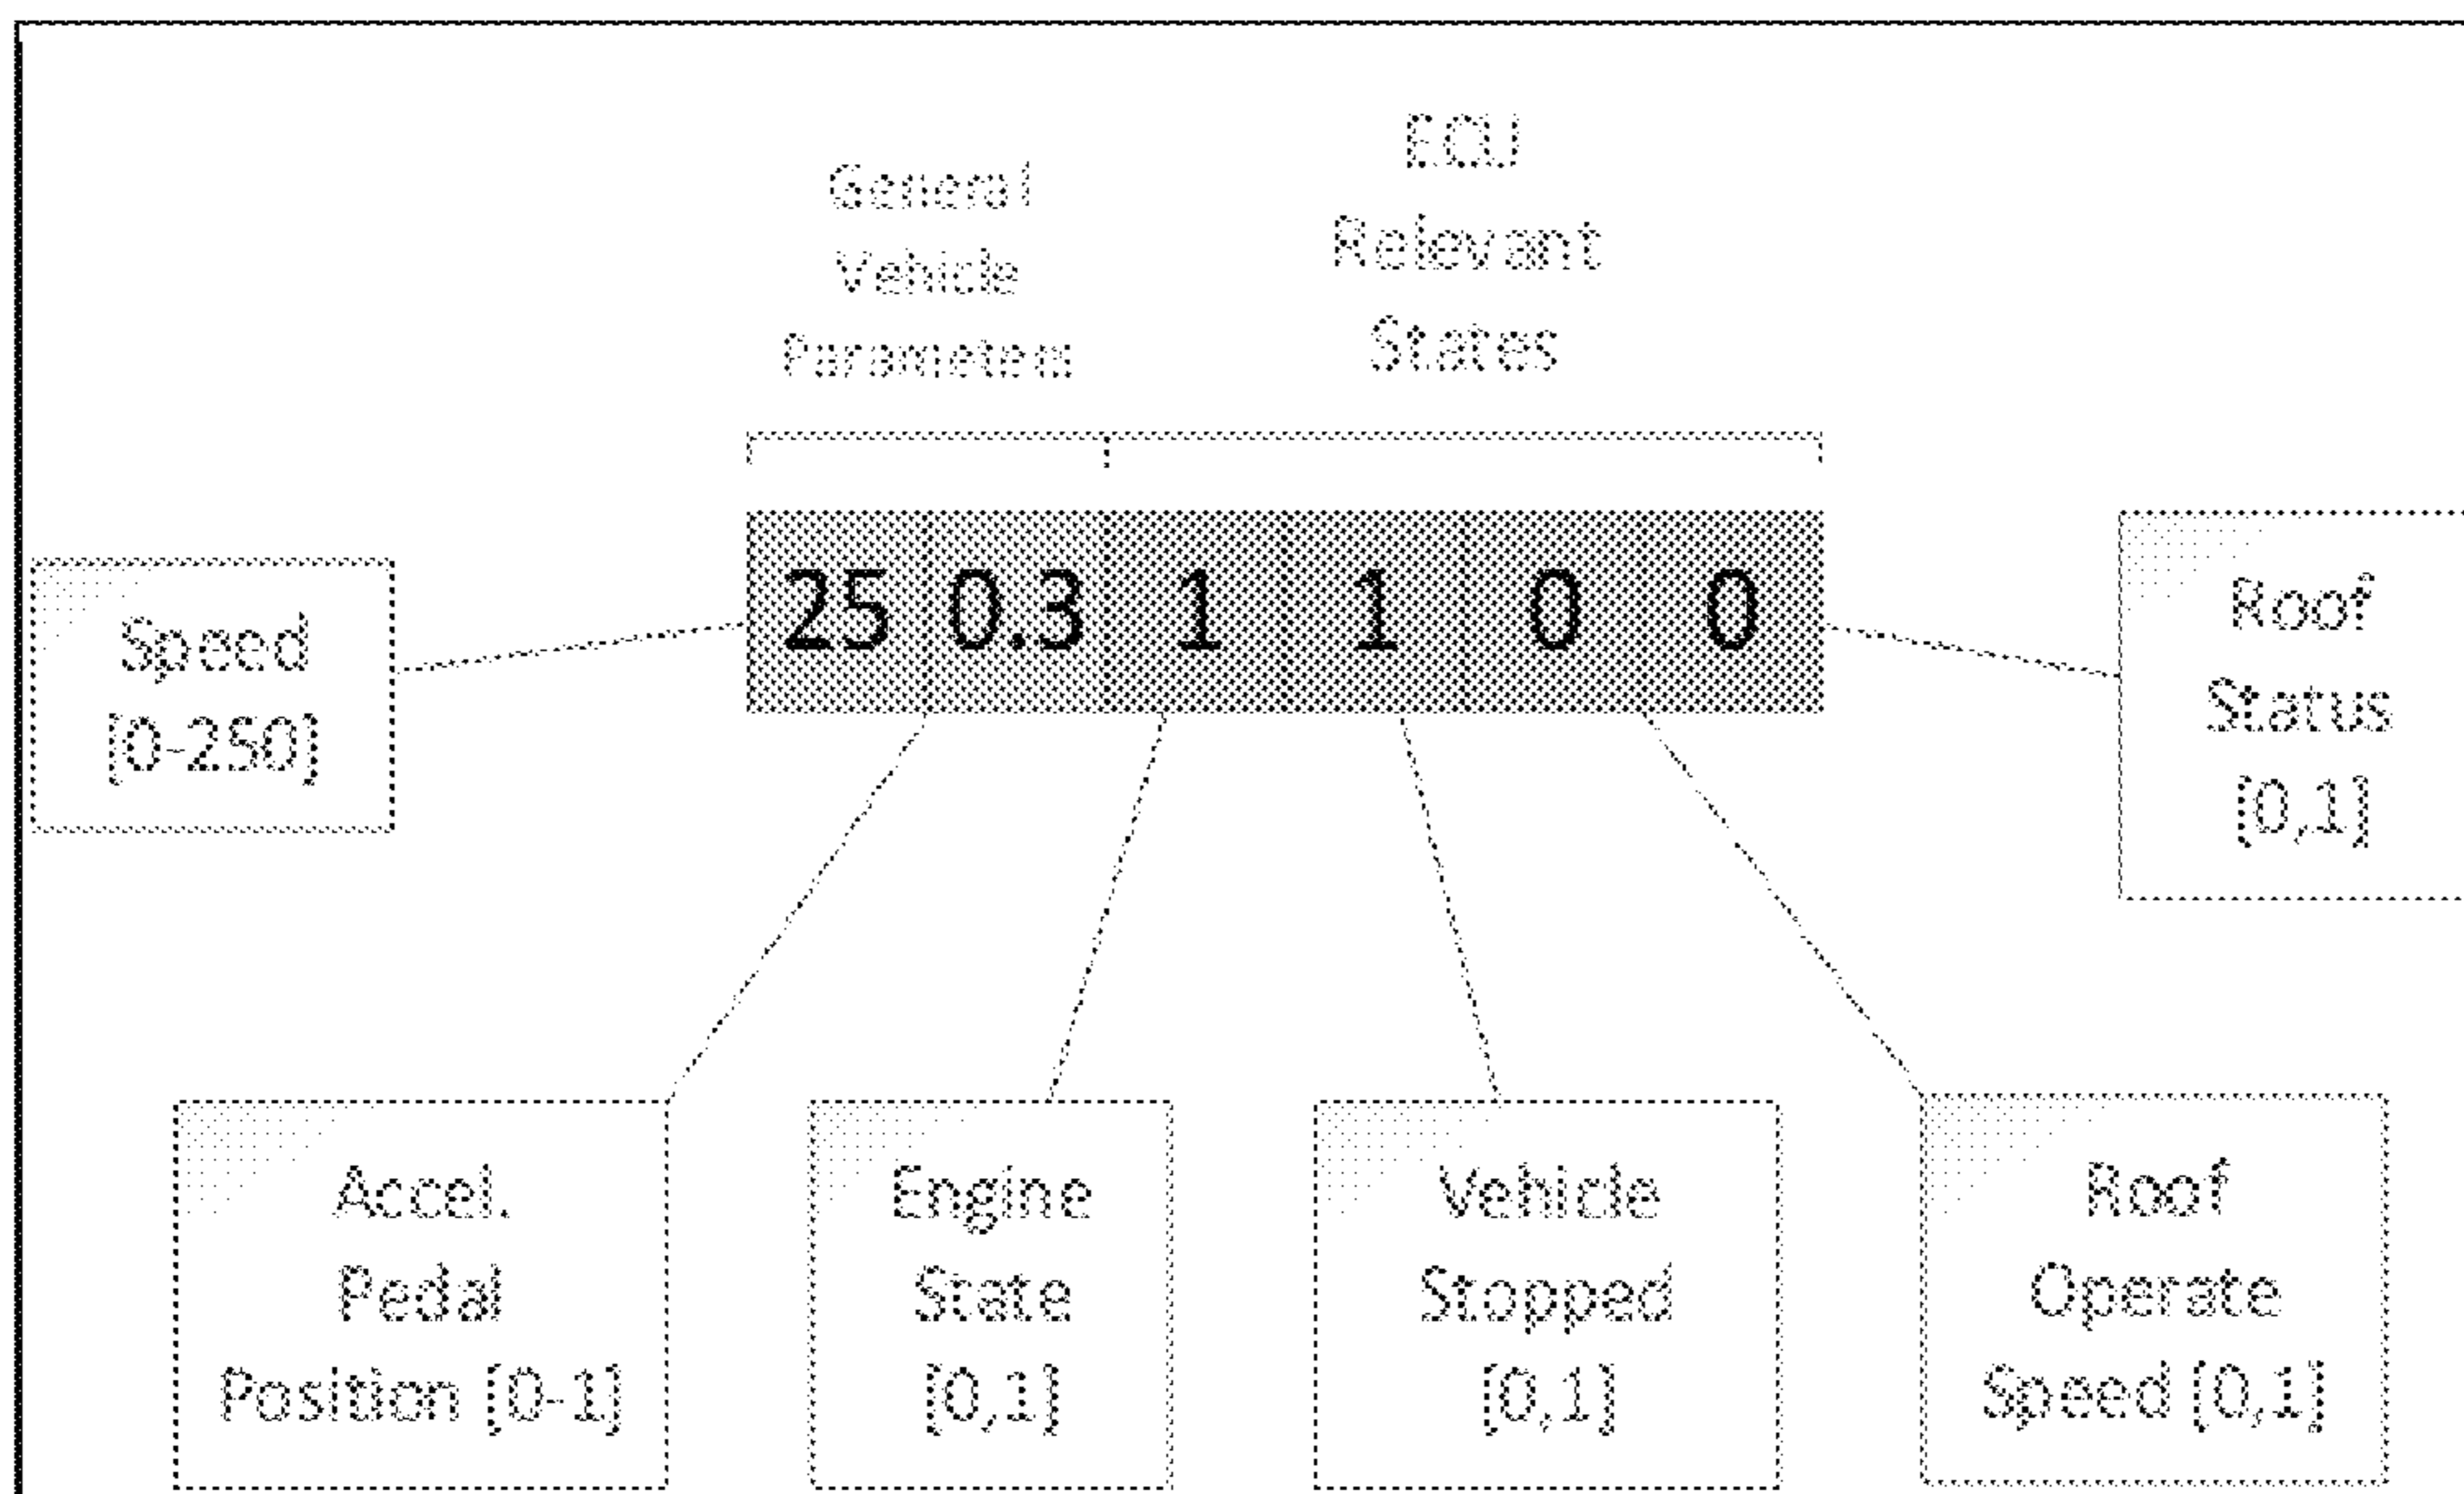 General
Vehicle
Parameters
ECU
Relevant
States
25 0.3 1 1 0 0
Speed
[0-250]
Roof
Status
[0,1]
Accel.
Pedal
Position [0-1]
Engine
State
[0,1]
Vehicle
Stopped
[0,1]
Roof
Operate
Speed [0,1]